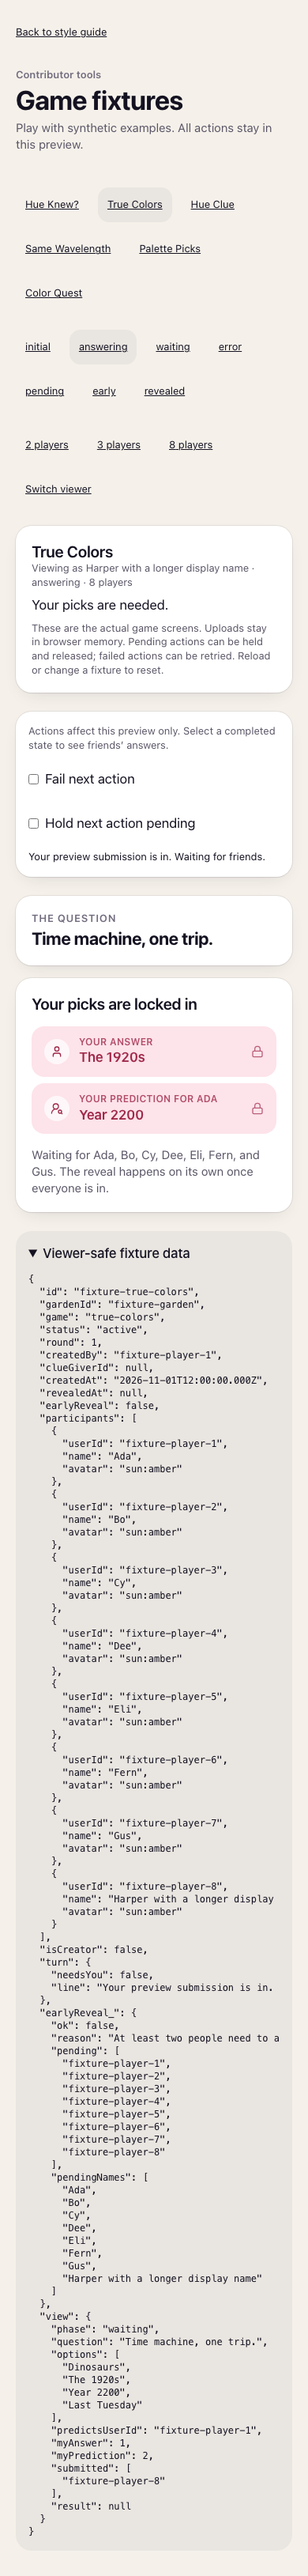 Back to style guide
Contributor tools
Game fixtures
Play with synthetic examples. All actions stay in
this preview.
Hue Knew? True Colors Hue Clue
Same Wavelength Palette Picks
Color Quest
initial answering waiting error
pending early revealed
2 players 3 players 8 players
Switch viewer
True Colors
Viewing as Harper with a longer display name ·
answering · 8 players
Your picks are needed.
These are the actual game screens. Uploads stay
in browser memory. Pending actions can be held
and released; failed actions can be retried. Reload
or change a fixture to reset.
Actions affect this preview only. Select a completed
state to see friends' answers.
Fail next action
Hold next action pending
Your preview submission is in. Waiting for friends.
THE QUESTION
Time machine, one trip.
Your picks are locked in
YOUR ANSWER
The 1920s
YOUR PREDICTION FOR ADA
Year 2200
Waiting for Ada, Bo, Cy, Dee, Eli, Fern, and
Gus. The reveal happens on its own once
everyone is in.
▼ Viewer-safe fixture data
{
"id": "fixture-true-colors",
"gardenId": "fixture-garden",
"game": "true-colors",
"status": "active",
"round": 1,
"createdBy": "fixture-player-1",
"clueGiverId": null,
"createdAt": "2026-11-01T12:00:00.000Z",
"revealedAt": null,
"earlyReveal": false,
"participants": [
{
"userId": "fixture-player-1",
"name": "Ada",
"avatar": "sun:amber"
},
{
"userId": "fixture-player-2",
"name": "Bo",
"avatar": "sun:amber"
},
{
"userId": "fixture-player-3",
"name": "Cy",
"avatar": "sun:amber"
},
{
"userId": "fixture-player-4",
"name": "Dee",
"avatar": "sun:amber"
},
{
"userId": "fixture-player-5",
"name": "Eli",
"avatar": "sun:amber"
},
{
"userId": "fixture-player-6",
"name": "Fern",
"avatar": "sun:amber"
},
{
"userId": "fixture-player-7",
"name": "Gus",
"avatar": "sun:amber"
},
{
"userId": "fixture-player-8",
"name": "Harper with a longer display
"avatar": "sun:amber"
}
],
"isCreator": false,
"turn": {
"needsYou": false,
"line": "Your preview submission is in.
},
"earlyReveal_": {
"ok": false,
"reason": "At least two people need to a
"pending": [
"fixture-player-1",
"fixture-player-2",
"fixture-player-3",
"fixture-player-4",
"fixture-player-5",
"fixture-player-6",
"fixture-player-7",
"fixture-player-8"
],
"pendingNames": [
"Ada",
"Bo",
"Cy",
"Dee",
"Eli",
"Fern",
"Gus",
"Harper with a longer display name"
]
},
"view": {
"phase": "waiting",
"question": "Time machine, one trip.",
"options": [
"Dinosaurs",
"The 1920s",
"Year 2200",
"Last Tuesday"
],
"predictsUserId": "fixture-player-1",
"myAnswer": 1,
"myPrediction": 2,
"submitted": [
"fixture-player-8"
],
"result": null
}
}